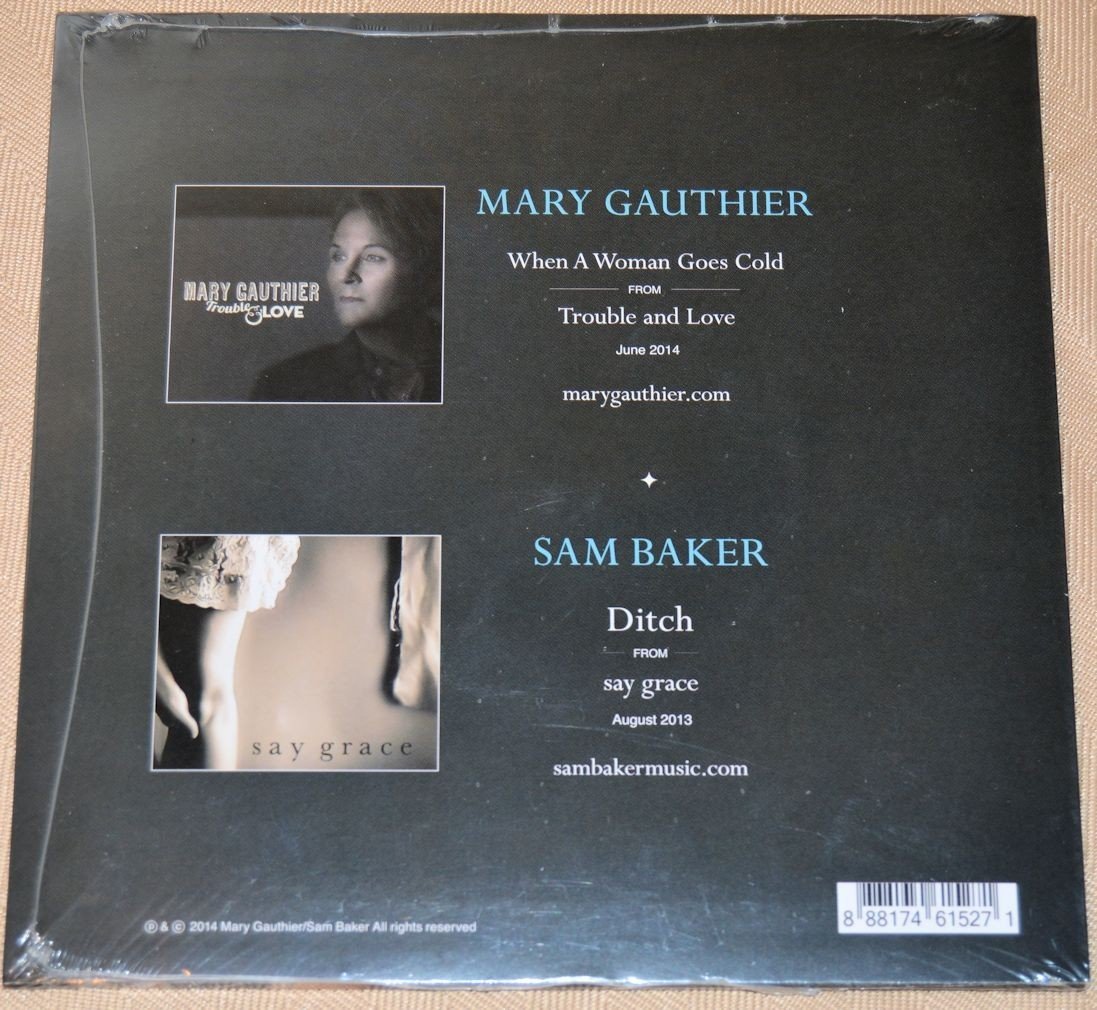 MARY GAUTHIER
Trouble & LOVE
MARY GAUTHIER
When A Woman Goes Cold
FROM
Trouble and Love
June 2014
marygauthier.com
say grace
SAM BAKER
Ditch
FROM
say grace
August 2013
sambakermusic.com
℗ & © 2014 Mary Gauthier/Sam Baker All rights reserved
8 88174 61527 1